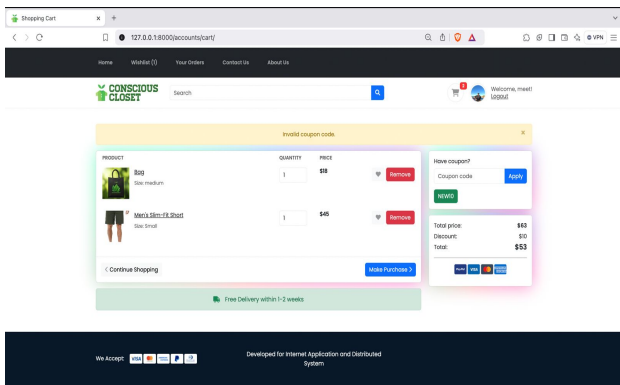 Shopping Cart
127.0.0.1:8000/accounts/cart/
VPN
Home Wishlist (1) Your Orders Contact Us About Us
CONSCIOUS
CLOSET
Search
Welcome, meet!
Logout
Invalid coupon code.
PRODUCT QUANTITY PRICE
Bag
Size: medium
1 $18 Remove
Men's Slim-Fit Short
Size: Small
1 $45 Remove
Continue Shopping
Make Purchase
Free Delivery within 1-2 weeks
Have coupon?
Coupon code Apply
NEW10
Total price: $63
Discount: $10
Total: $53
PayPal VISA
We Accept VISA
Developed for Internet Application and Distributed
System